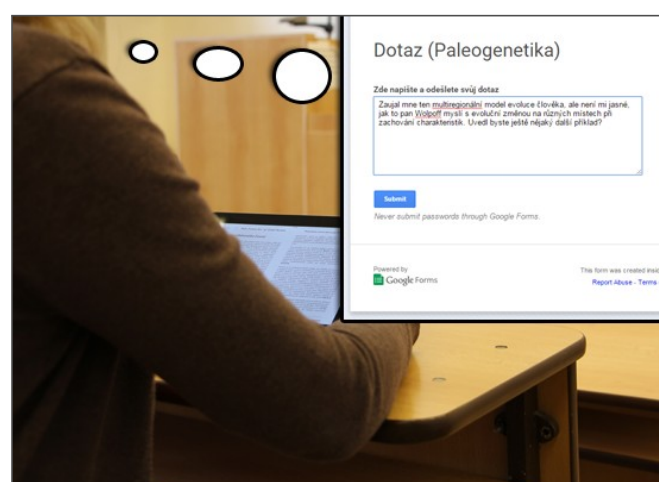 Dotaz (Paleogenetika)
Zde napište a odešlete svůj dotaz
Zaujal mne ten multiregionální model evoluce člověka, ale není mi jasné,
jak to pan Wolpoff myslí s evoluční změnou na různých místech při
zachování charakteristik. Uvedl byste ještě nějaký další příklad?
Submit
Never submit passwords through Google Forms.
Powered by
Google Forms
This form was created insid
Report Abuse - Terms